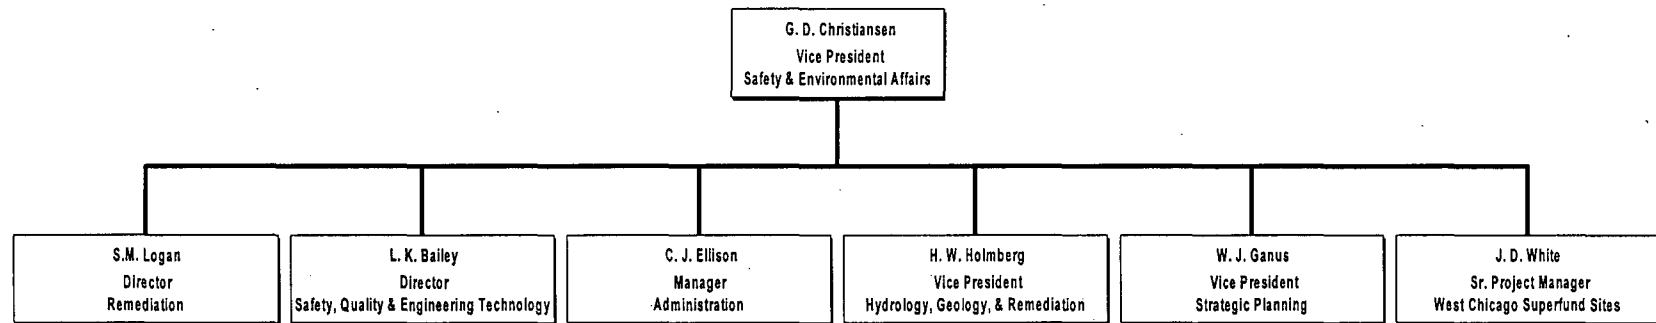 G. D. Christiansen
Vice President
Safety & Environmental Affairs
S.M. Logan
Director
Remediation
L. K. Bailey
Director
Safety, Quality & Engineering Technology
C. J. Ellison
Manager
Administration
H. W. Holmberg
Vice President
Hydrology, Geology, & Remediation
W. J. Ganus
Vice President
Strategic Planning
J. D. White
Sr. Project Manager
West Chicago Superfund Sites